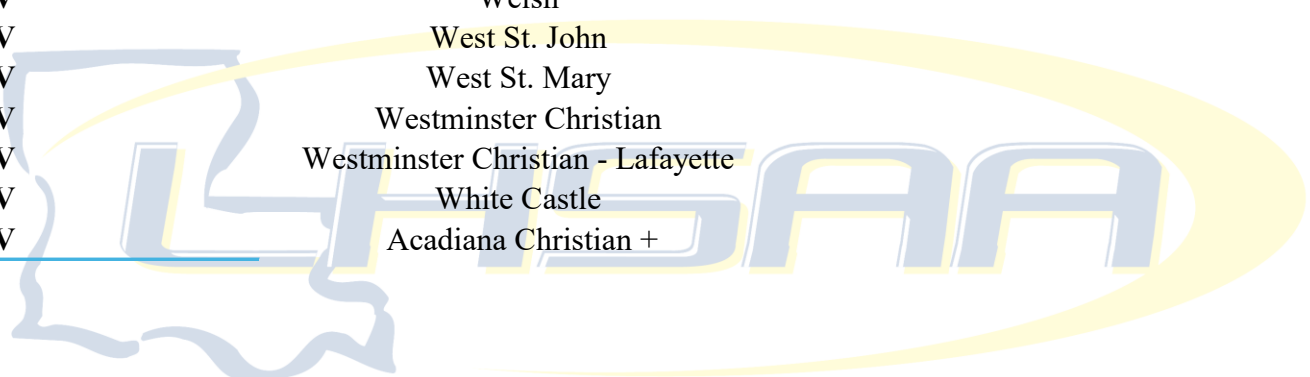 V Welsh
V West St. John
V West St. Mary
V Westminster Christian
V Westminster Christian - Lafayette
V White Castle
V Acadiana Christian +
LHSAA